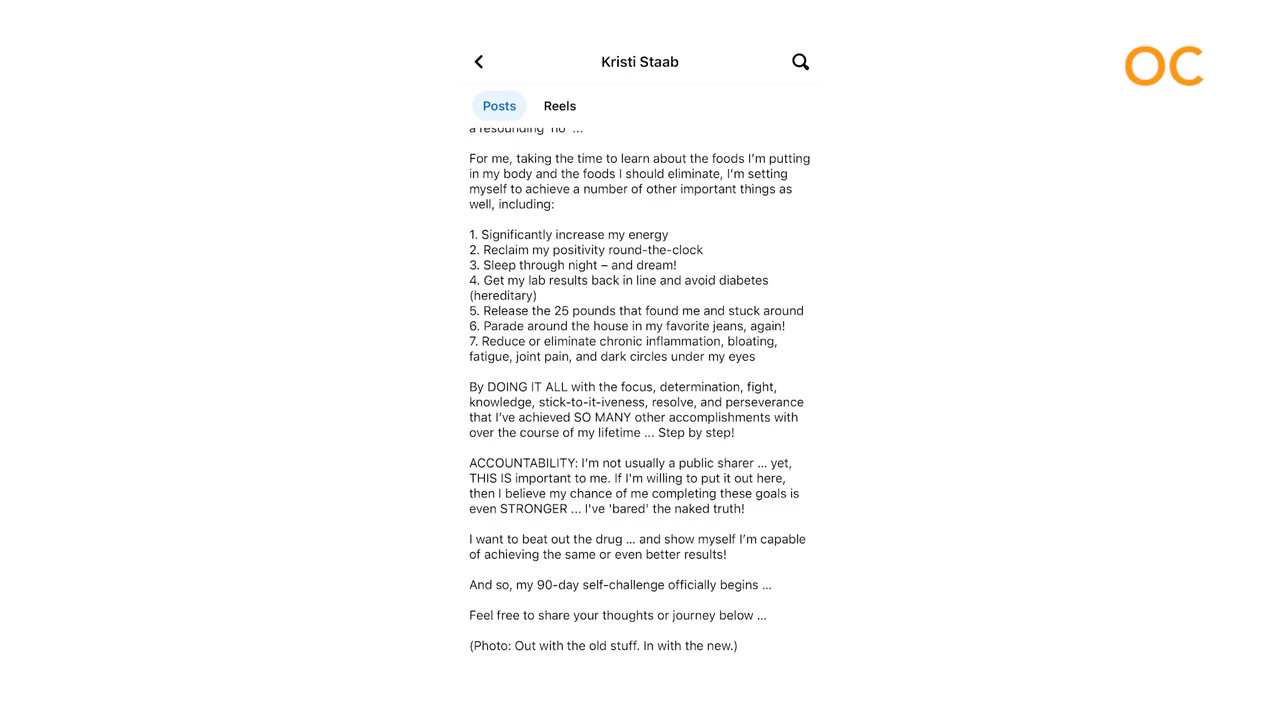 Kristi Staab
OC
Posts
Reels
a resounding 'no' ...
For me, taking the time to learn about the foods I'm putting
in my body and the foods I should eliminate, I'm setting
myself to achieve a number of other important things as
well, including:
1. Significantly increase my energy
2. Reclaim my positivity round-the-clock
3. Sleep through night – and dream!
4. Get my lab results back in line and avoid diabetes
(hereditary)
5. Release the 25 pounds that found me and stuck around
6. Parade around the house in my favorite jeans, again!
7. Reduce or eliminate chronic inflammation, bloating,
fatigue, joint pain, and dark circles under my eyes
By DOING IT ALL with the focus, determination, fight,
knowledge, stick-to-it-iveness, resolve, and perseverance
that I've achieved SO MANY other accomplishments with
over the course of my lifetime ... Step by step!
ACCOUNTABILITY: I'm not usually a public sharer ... yet,
THIS IS important to me. If I'm willing to put it out here,
then I believe my chance of me completing these goals is
even STRONGER ... I've 'bared' the naked truth!
I want to beat out the drug ... and show myself I'm capable
of achieving the same or even better results!
And so, my 90-day self-challenge officially begins ...
Feel free to share your thoughts or journey below ...
(Photo: Out with the old stuff. In with the new.)